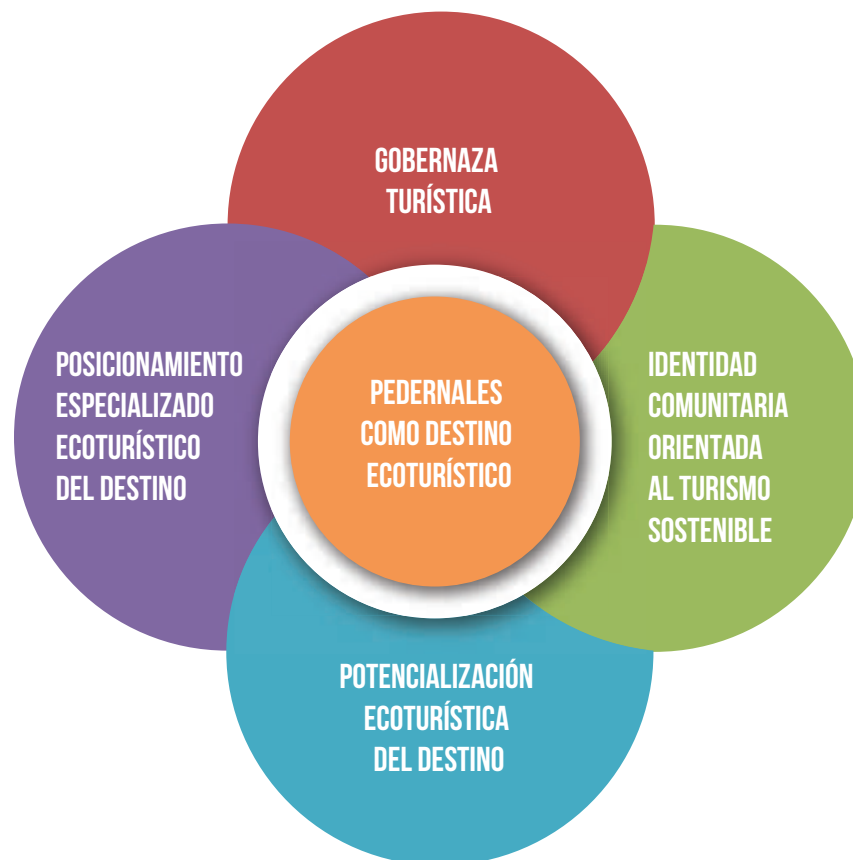 GOBERNAZA
TURÍSTICA
POSICIONAMIENTO
ESPECIALIZADO
ECOTURÍSTICO
DEL DESTINO
PEDERNALES
COMO DESTINO
ECOTURÍSTICO
IDENTIDAD
COMUNITARIA
ORIENTADA
AL TURISMO
SOSTENIBLE
POTENCIALIZACIÓN
ECOTURÍSTICA
DEL DESTINO